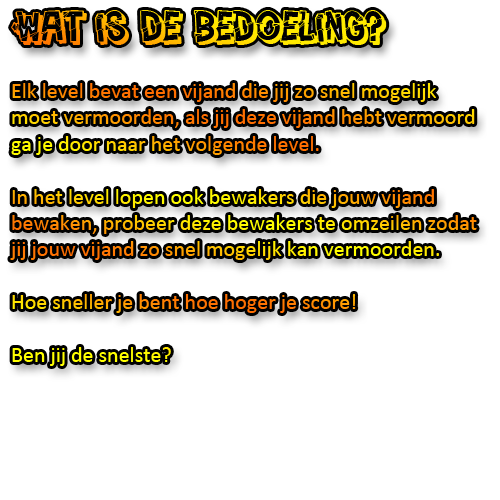 WAT IS DE BEDOELING?
Elk level bevat een vijand die jij zo snel mogelijk
moet vermoorden, als jij deze vijand hebt vermoord
ga je door naar het volgende level.
In het level lopen ook bewakers die jouw vijand
bewaken, probeer deze bewakers te omzeilen zodat
jij jouw vijand zo snel mogelijk kan vermoorden.
Hoe sneller je bent hoe hoger je score!
Ben jij de snelste?